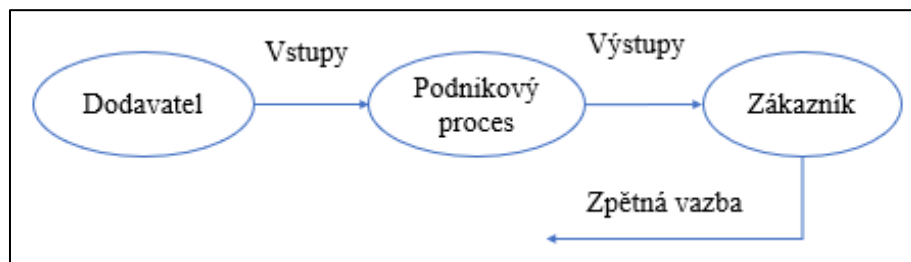 Vstupy
Výstupy
Dodavatel
Podnikový
proces
Zákazník
Zpětná vazba